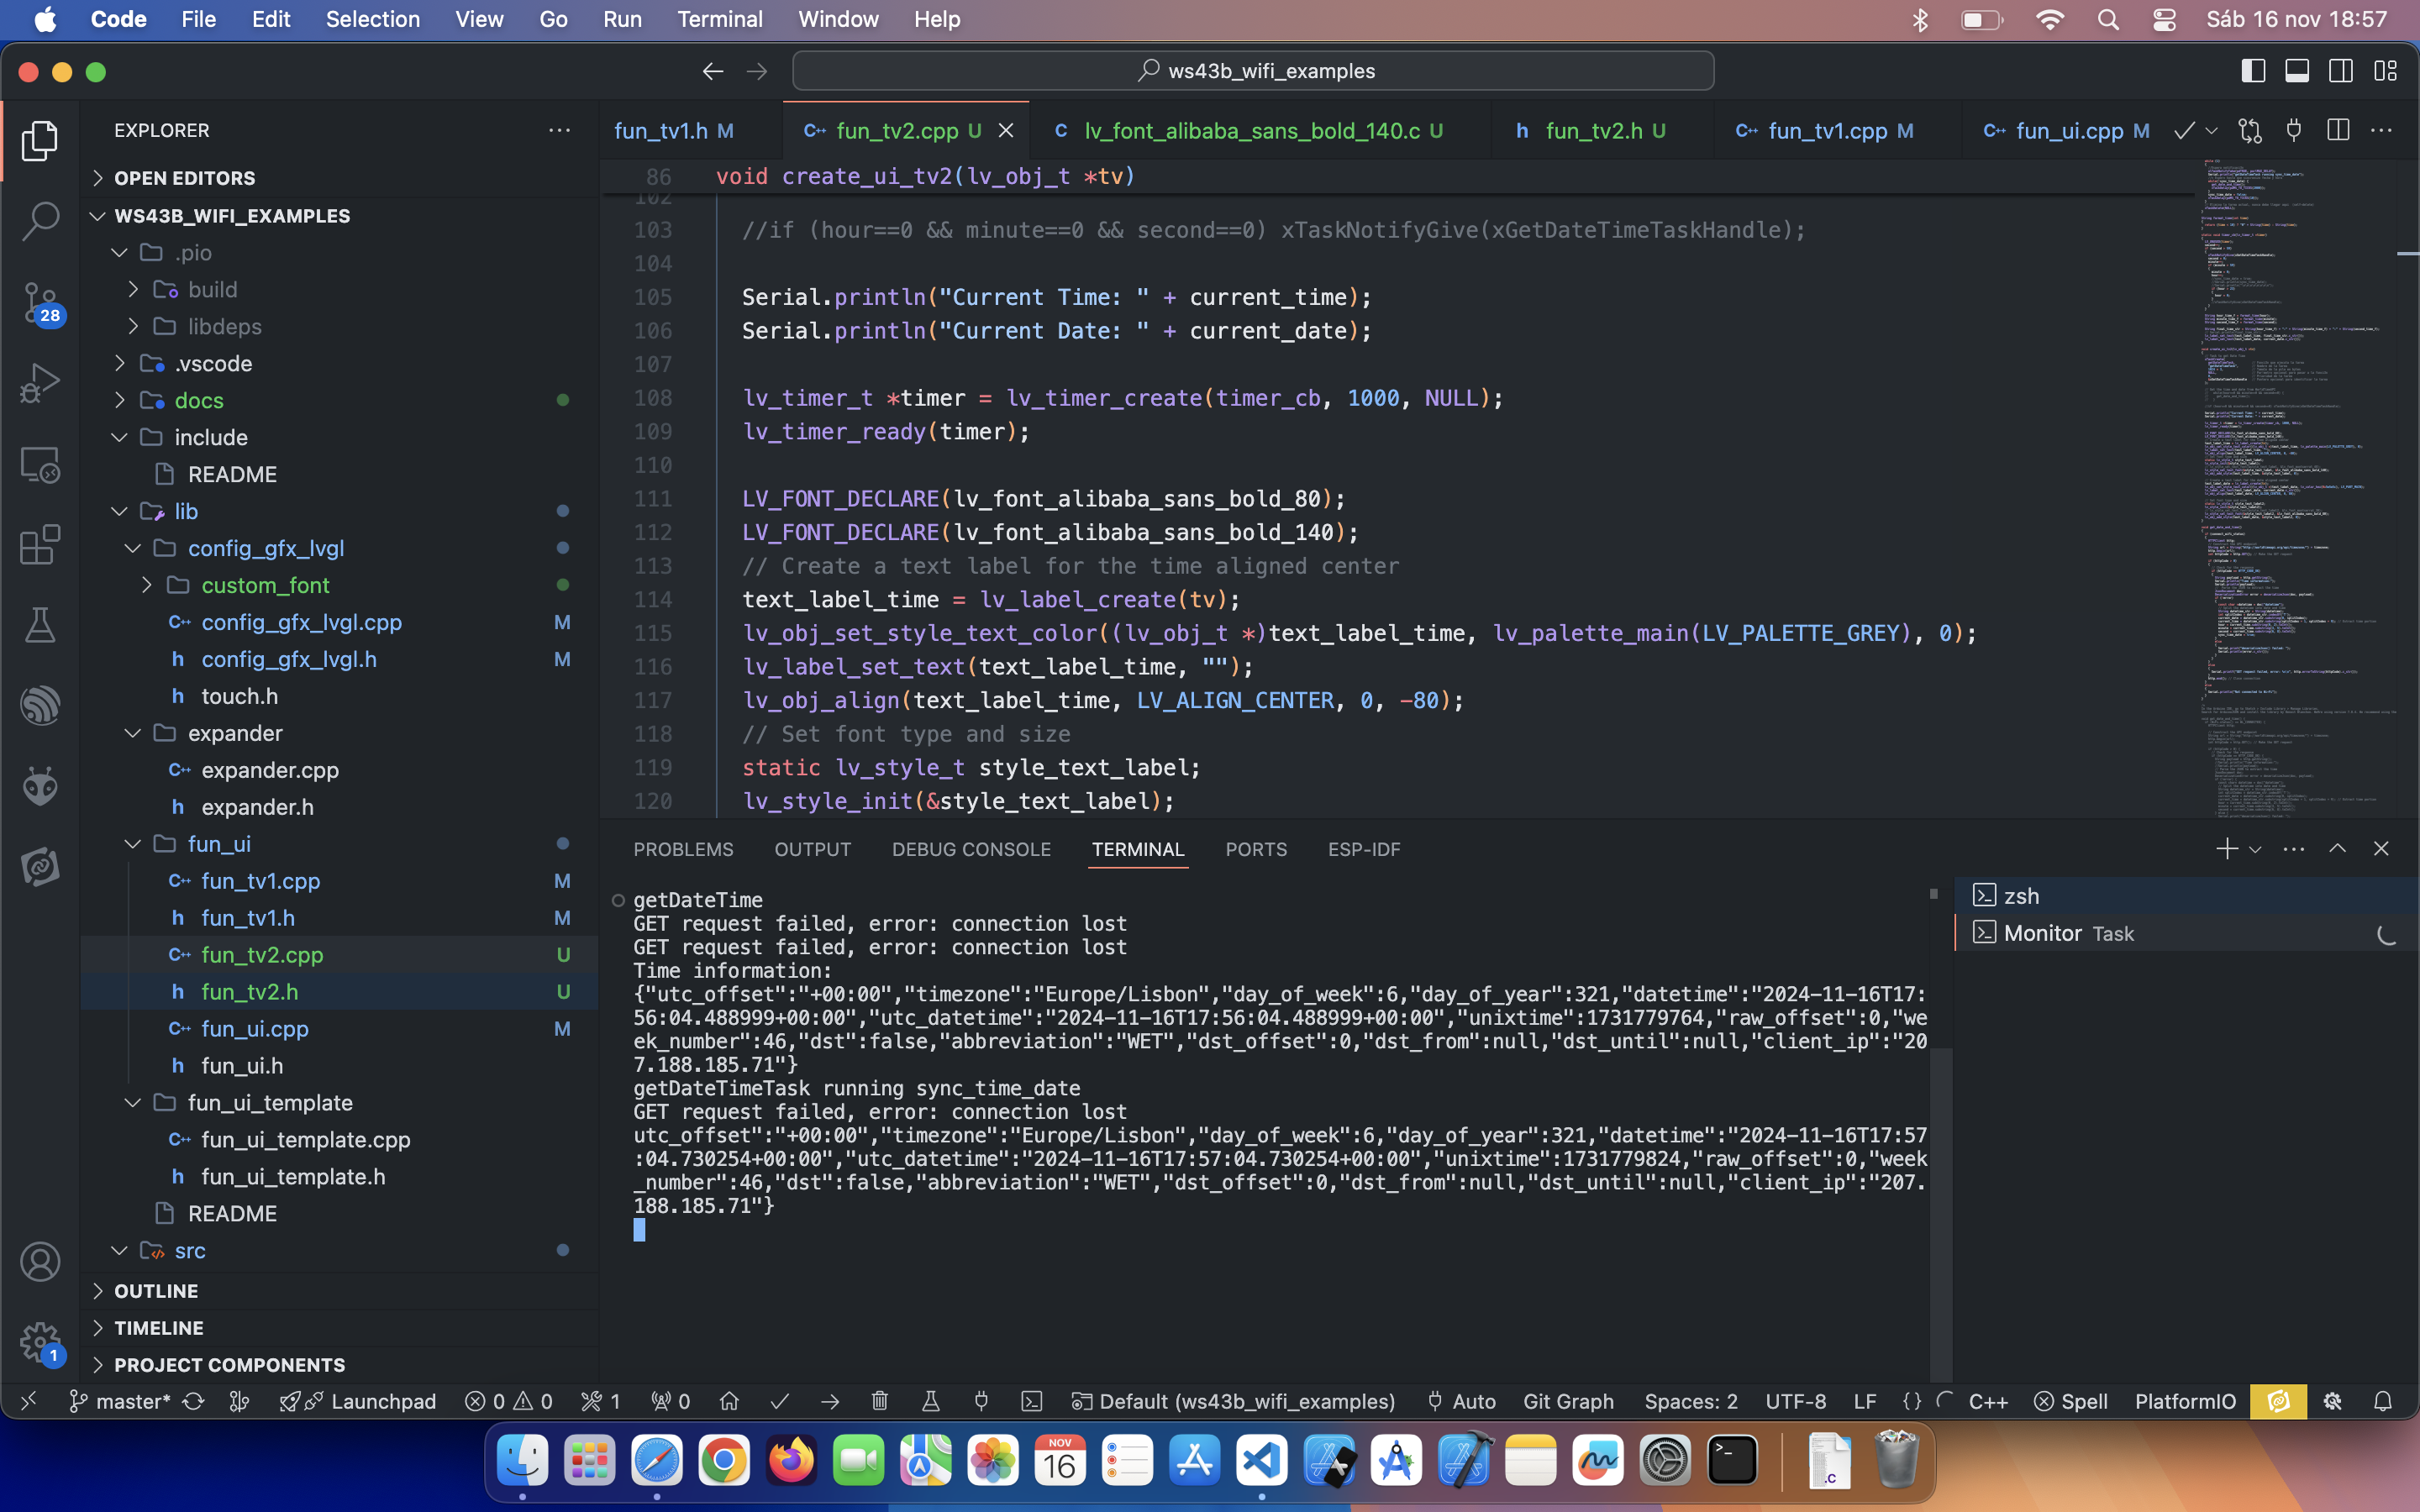 Code File Edit Selection View Go Run Terminal Window Help Sáb 16 nov 18:57
ws43b_wifi_examples
EXPLORER
OPEN EDITORS
WS43B_WIFI_EXAMPLES
.pio
build
libdeps
.vscode
docs
include
README
lib
config_gfx_lvgl
custom_font
C++ config_gfx_lvgl.cpp M
h config_gfx_lvgl.h M
h touch.h
expander
C++ expander.cpp
h expander.h
fun_ui
C++ fun_tv1.cpp M
h fun_tv1.h M
C++ fun_tv2.cpp U
h fun_tv2.h U
C++ fun_ui.cpp M
h fun_ui.h
fun_ui_template
C++ fun_ui_template.cpp
h fun_ui_template.h
README
src
OUTLINE
TIMELINE
PROJECT COMPONENTS
28
1
fun_tv1.h M C++ fun_tv2.cpp U C lv_font_alibaba_sans_bold_140.c U h fun_tv2.h U C++ fun_tv1.cpp M C++ fun_ui.cpp M
86 void create_ui_tv2(lv_obj_t *tv)
102
103 //if (hour==0 && minute==0 && second==0) xTaskNotifyGive(xGetDateTimeTaskHandle);
104
105 Serial.println("Current Time: " + current_time);
106 Serial.println("Current Date: " + current_date);
107
108 lv_timer_t *timer = lv_timer_create(timer_cb, 1000, NULL);
109 lv_timer_ready(timer);
110
111 LV_FONT_DECLARE(lv_font_alibaba_sans_bold_80);
112 LV_FONT_DECLARE(lv_font_alibaba_sans_bold_140);
113 // Create a text label for the time aligned center
114 text_label_time = lv_label_create(tv);
115 lv_obj_set_style_text_color((lv_obj_t *)text_label_time, lv_palette_main(LV_PALETTE_GREY), 0);
116 lv_label_set_text(text_label_time, "");
117 lv_obj_align(text_label_time, LV_ALIGN_CENTER, 0, -80);
118 // Set font type and size
119 static lv_style_t style_text_label;
120 lv_style_init(&style_text_label);
PROBLEMS OUTPUT DEBUG CONSOLE TERMINAL PORTS ESP-IDF
getDateTime
GET request failed, error: connection lost
GET request failed, error: connection lost
Time information:
{"utc_offset":"+00:00","timezone":"Europe/Lisbon","day_of_week":6,"day_of_year":321,"datetime":"2024-11-16T17:
56:04.488999+00:00","utc_datetime":"2024-11-16T17:56:04.488999+00:00","unixtime":1731779764,"raw_offset":0,"we
ek_number":46,"dst":false,"abbreviation":"WET","dst_offset":0,"dst_from":null,"dst_until":null,"client_ip":"20
7.188.185.71"}
getDateTimeTask running sync_time_date
GET request failed, error: connection lost
utc_offset":"+00:00","timezone":"Europe/Lisbon","day_of_week":6,"day_of_year":321,"datetime":"2024-11-16T17:57
:04.730254+00:00","utc_datetime":"2024-11-16T17:57:04.730254+00:00","unixtime":1731779824,"raw_offset":0,"week
_number":46,"dst":false,"abbreviation":"WET","dst_offset":0,"dst_from":null,"dst_until":null,"client_ip":"207.
188.185.71"}
zsh
Monitor Task
master* Launchpad 0 0 1 0 Default (ws43b_wifi_examples) Auto Git Graph Spaces: 2 UTF-8 LF {} C++ Spell PlatformIO
NOV
16
.C